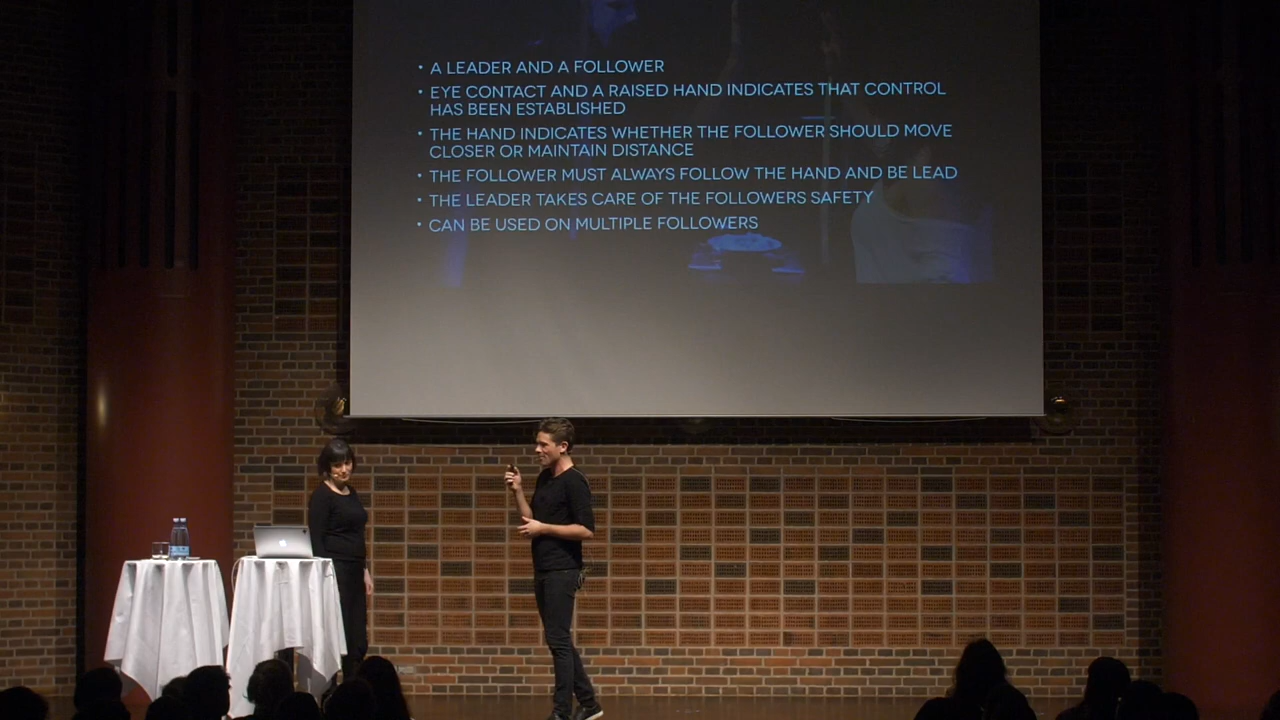 • A LEADER AND A FOLLOWER
• EYE CONTACT AND A RAISED HAND INDICATES THAT CONTROL
HAS BEEN ESTABLISHED
• THE HAND INDICATES WHETHER THE FOLLOWER SHOULD MOVE
CLOSER OR MAINTAIN DISTANCE
• THE FOLLOWER MUST ALWAYS FOLLOW THE HAND AND BE LEAD
• THE LEADER TAKES CARE OF THE FOLLOWERS SAFETY
• CAN BE USED ON MULTIPLE FOLLOWERS